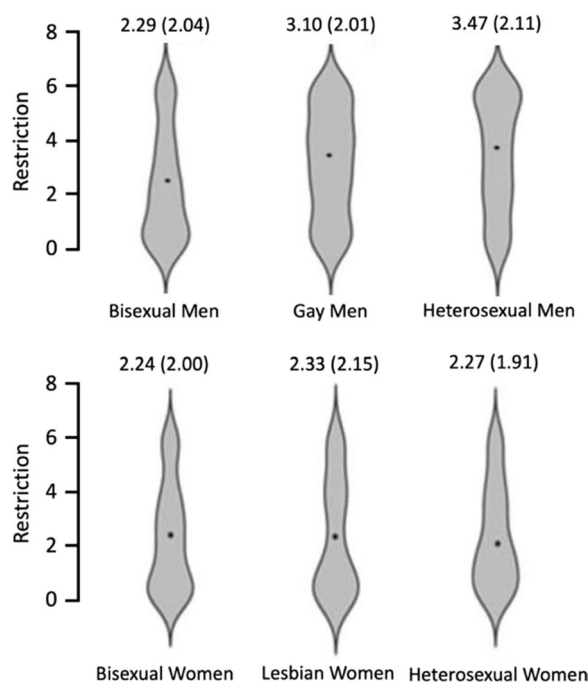 2.29 (2.04) 3.10 (2.01) 3.47 (2.11)
8
6
4
2
0
Restriction
Bisexual Men Gay Men Heterosexual Men
2.24 (2.00) 2.33 (2.15) 2.27 (1.91)
8
6
4
2
0
Restriction
Bisexual Women Lesbian Women Heterosexual Women